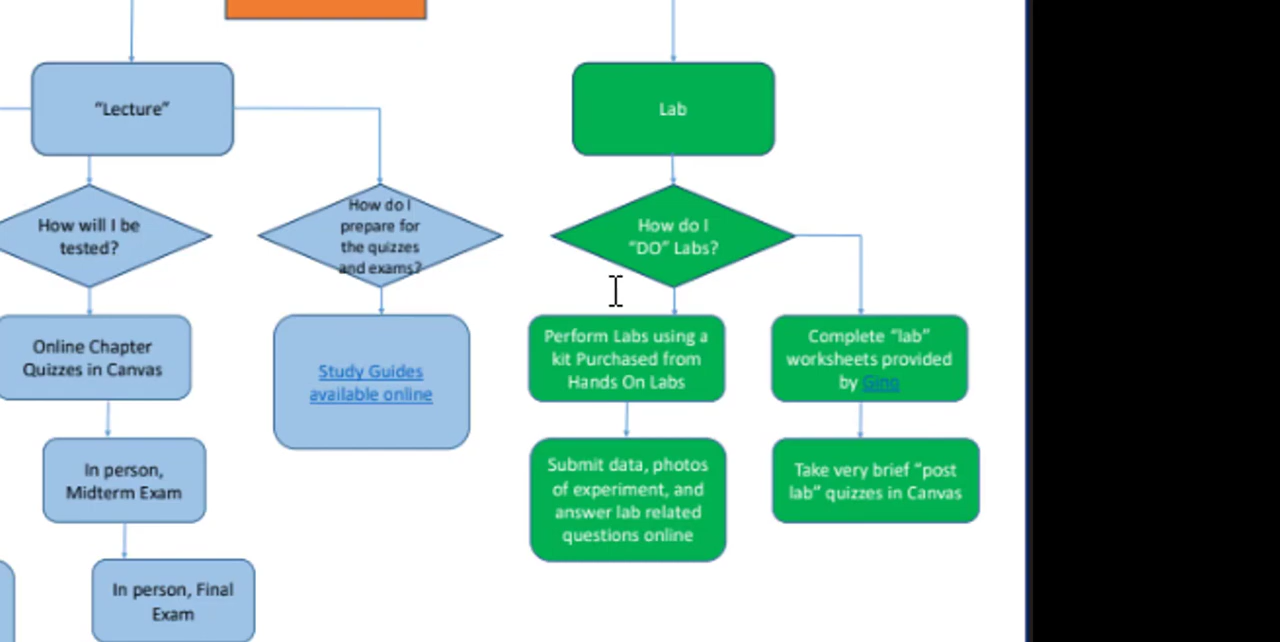 “Lecture”
Lab
How will I be
tested?
How do I
prepare for
the quizzes
and exams?
How do I
“DO” Labs?
Online Chapter
Quizzes in Canvas
Study Guides
available online
Perform Labs using a
kit Purchased from
Hands On Labs
Complete “lab”
worksheets provided
by Gino
In person,
Midterm Exam
Submit data, photos
of experiment, and
answer lab related
questions online
Take very brief “post
lab” quizzes in Canvas
In person, Final
Exam